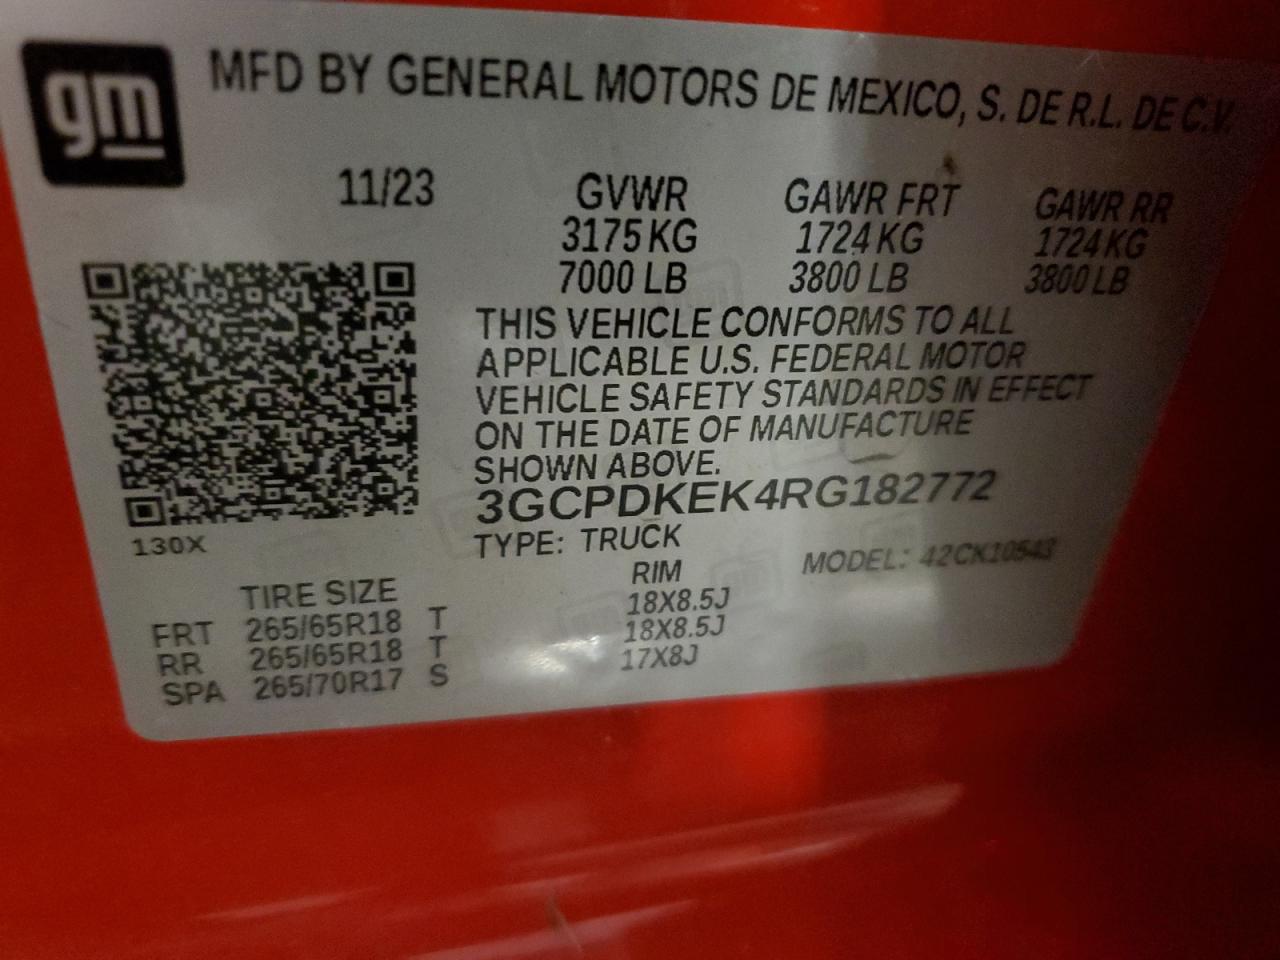 gm
MFD BY GENERAL MOTORS DE MEXICO, S. DE R.L. DE C.V.
11/23
GVWR GAWR FRT GAWR RR
3175 KG 1724 KG 1724 KG
7000 LB 3800 LB 3800 LB
THIS VEHICLE CONFORMS TO ALL
APPLICABLE U.S. FEDERAL MOTOR
VEHICLE SAFETY STANDARDS IN EFFECT
ON THE DATE OF MANUFACTURE
SHOWN ABOVE.
3GCPDKEK4RG182772
130X
TYPE: TRUCK
MODEL: 42CK10543
TIRE SIZE RIM
FRT 265/65R18 T 18X8.5J
RR 265/65R18 T 18X8.5J
SPA 265/70R17 S 17X8J